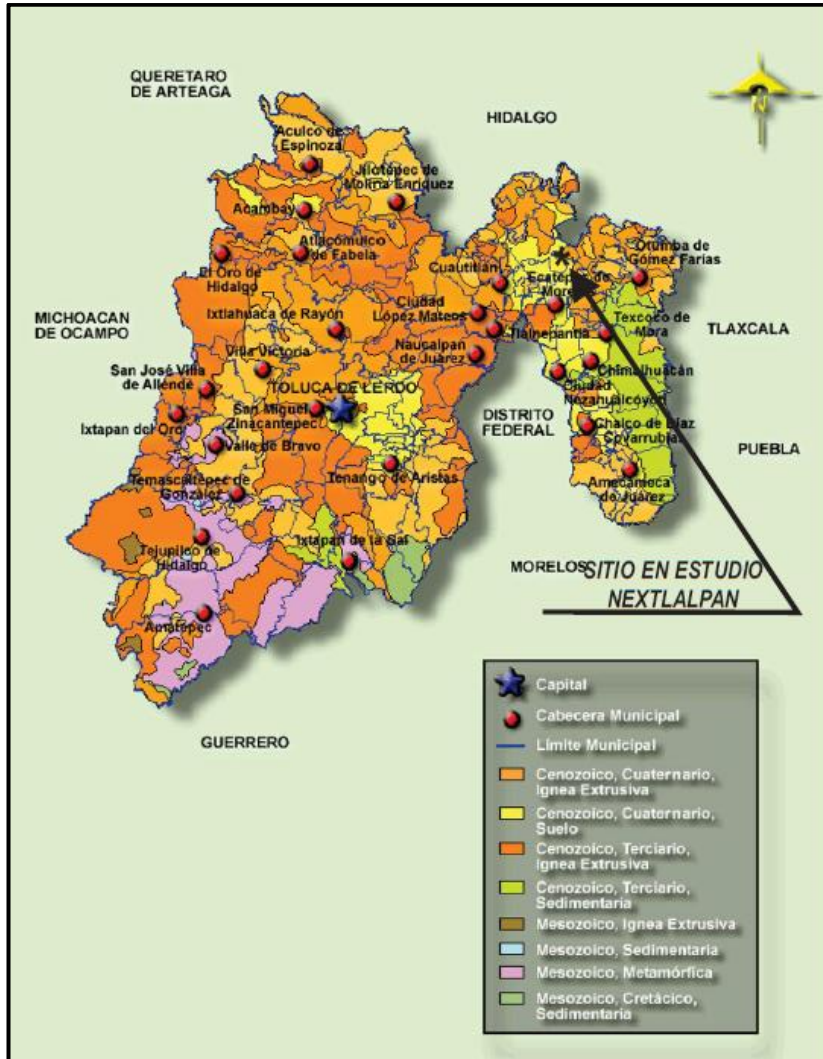 QUERETARO
DE ARTEAGA
HIDALGO
N
Aculco de
Espinoza
Jilotepec de
Molina Enriquez
Acambay
Atlacomulco
de Fabela
El Oro de
Hidalgo
Otumba de
Gómez Farías
Cuautitlán
Ecatepec de
More
MICHOACAN
DE OCAMPO
Ixtlahuaca de Rayón
Ciudad
López Mateos
Tlalnepantla
Texcoco de
Mora
TLAXCALA
Naucalpan
de Juárez
Villa Victoria
San José Villa
de Allende
Chimalhuacán
TOLUCA DE LERDO
Ciudad
Nezahualcóyotl
San Miguel
Zinacantepec
DISTRITO
FEDERAL
Ixtapan del Oro
Chalco de Díaz
Covarrubias
Valle de Bravo
PUEBLA
Tenango de Aristas
Amecameca
de Juárez
Temascaltepec de
González
Ixtapan de la Sal
Tejupilco de
Hidalgo
MORELOS
SITIO EN ESTUDIO
NEXTLALPAN
Amatepec
GUERRERO
Capital
Cabecera Municipal
Límite Municipal
Cenozoico, Cuaternario,
Ignea Extrusiva
Cenozoico, Cuaternario,
Suelo
Cenozoico, Terciario,
Ignea Extrusiva
Cenozoico, Terciario,
Sedimentaria
Mesozoico, Ignea Extrusiva
Mesozoico, Sedimentaria
Mesozoico, Metamórfica
Mesozoico, Cretácico,
Sedimentaria